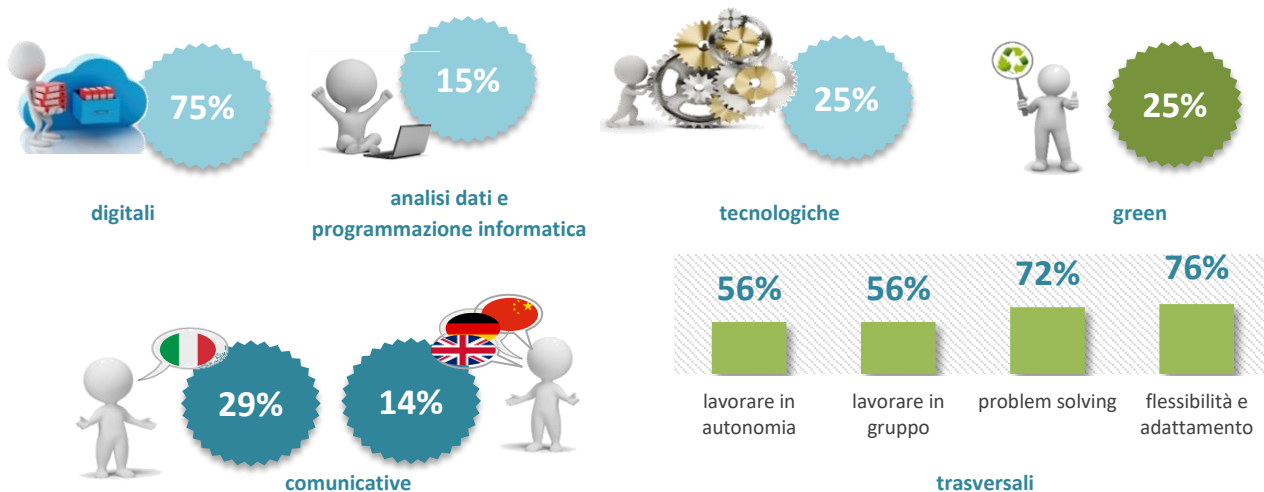 75%
digitali
15%
analisi dati e
programmazione informatica
25%
tecnologiche
25%
green
29%
14%
comunicative
56%
56%
72%
76%
lavorare in
autonomia
lavorare in
gruppo
problem solving
flessibilità e
adattamento
trasversali